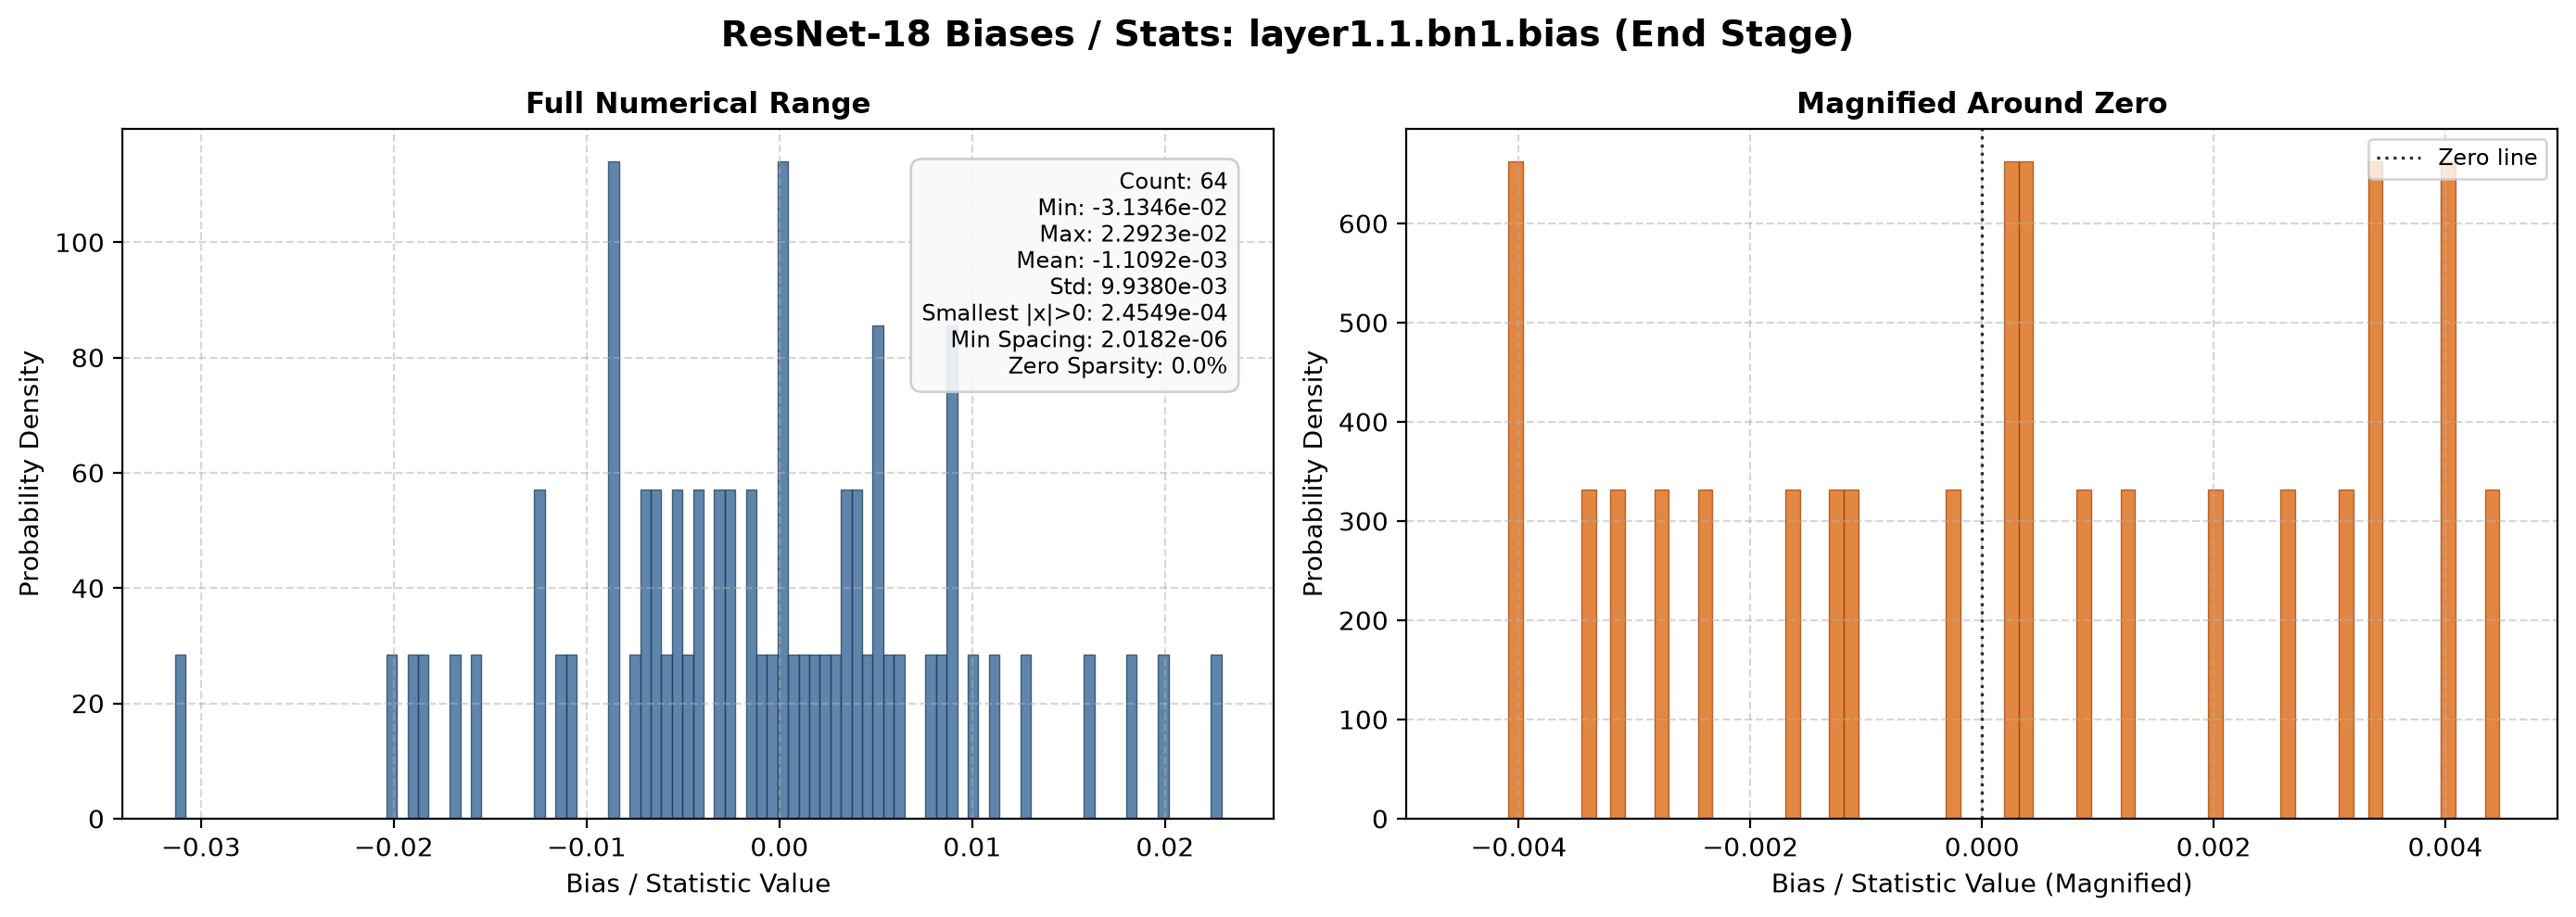 ResNet-18 Biases / Stats: layer1.1.bn1.bias (End Stage)
Full Numerical Range
Probability Density
100
80
60
40
20
0
−0.03
−0.02
−0.01
0.00
0.01
0.02
Bias / Statistic Value
Count: 64
Min: -3.1346e-02
Max: 2.2923e-02
Mean: -1.1092e-03
Std: 9.9380e-03
Smallest |x|>0: 2.4549e-04
Min Spacing: 2.0182e-06
Zero Sparsity: 0.0%
Magnified Around Zero
Probability Density
600
500
400
300
200
100
0
−0.004
−0.002
0.000
0.002
0.004
Bias / Statistic Value (Magnified)
Zero line